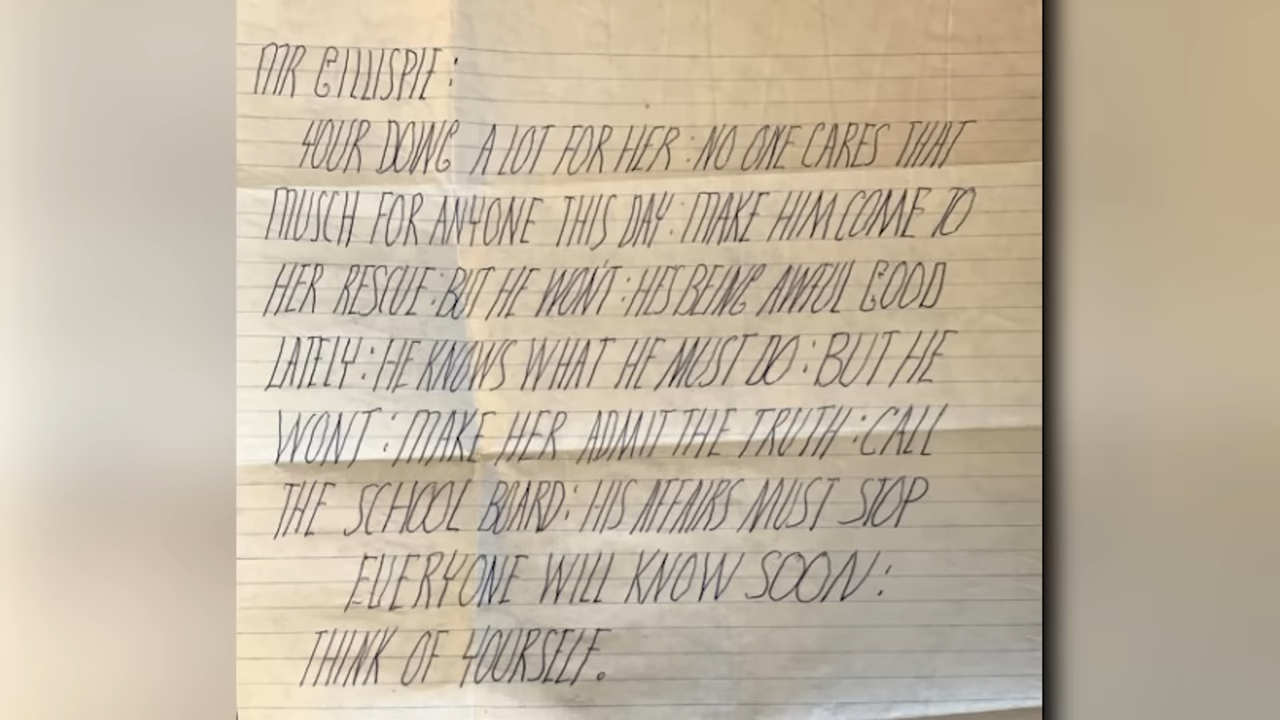 MR GILLISPIE:
YOUR DOING A LOT FOR HER: NO ONE CARES THAT
MUSCH FOR ANYONE THIS DAY: MAKE HIM COME TO
HER RESCUE: BUT HE WON'T: HE'S BEING AWFUL GOOD
LATELY: HE KNOWS WHAT HE MUST DO: BUT HE
WONT: MAKE HER ADMIT THE TRUTH: CALL
THE SCHOOL BOARD: HIS AFFAIRS MUST STOP
EVERYONE WILL KNOW SOON:
THINK OF YOURSELF.